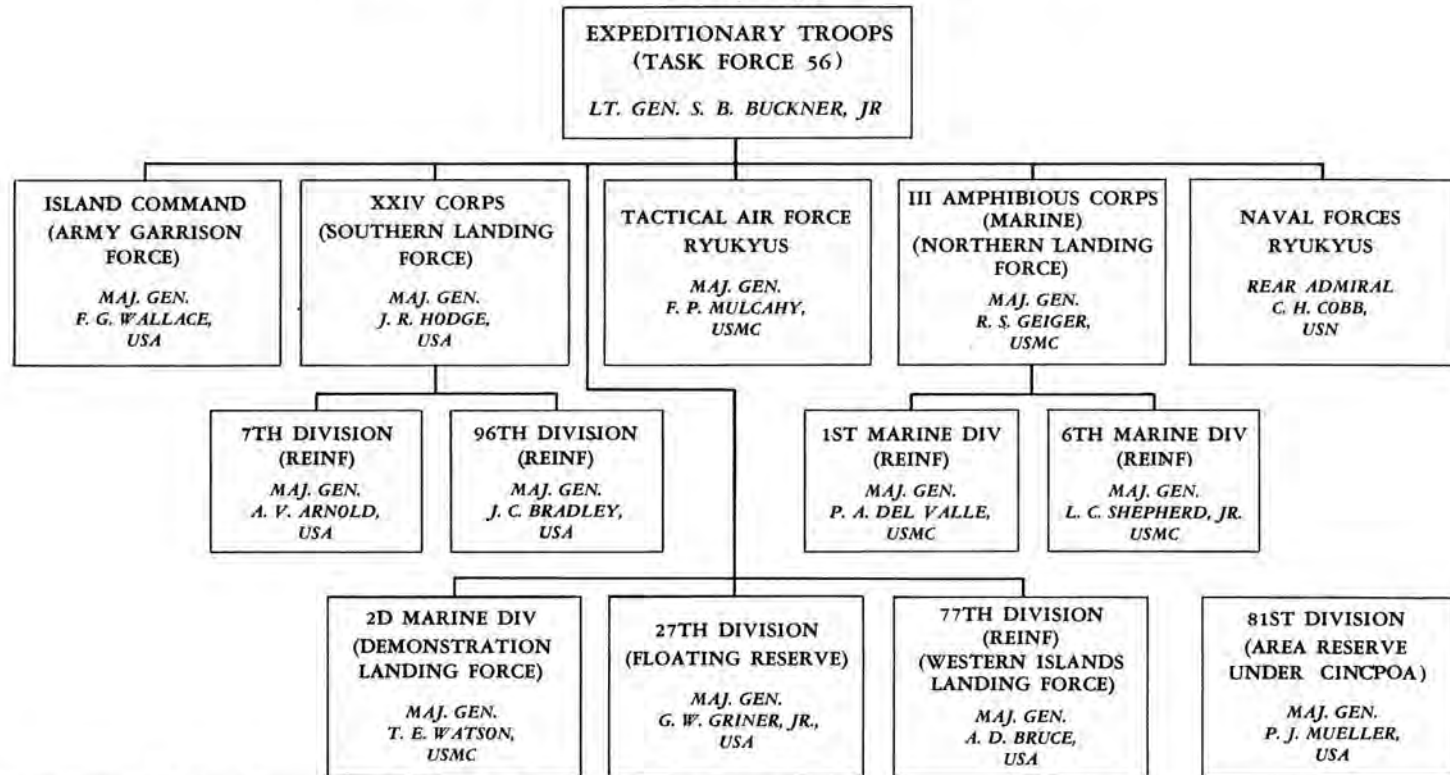 EXPEDITIONARY TROOPS
(TASK FORCE 56)
LT. GEN. S. B. BUCKNER, JR
ISLAND COMMAND
(ARMY GARRISON
FORCE)
MAJ. GEN.
F. G. WALLACE,
USA
XXIV CORPS
(SOUTHERN LANDING
FORCE)
MAJ. GEN.
J. R. HODGE,
USA
TACTICAL AIR FORCE
RYUKYUS
MAJ. GEN.
F. P. MULCAHY,
USMC
III AMPHIBIOUS CORPS
(MARINE)
(NORTHERN LANDING
FORCE)
MAJ. GEN.
R. S. GEIGER,
USMC
NAVAL FORCES
RYUKYUS
REAR ADMIRAL
C. H. COBB,
USN
7TH DIVISION
(REINF)
MAJ. GEN.
A. V. ARNOLD,
USA
96TH DIVISION
(REINF)
MAJ. GEN.
J. C. BRADLEY,
USA
1ST MARINE DIV
(REINF)
MAJ. GEN.
P. A. DEL VALLE,
USMC
6TH MARINE DIV
(REINF)
MAJ. GEN.
L. C. SHEPHERD, JR.
USMC
2D MARINE DIV
(DEMONSTRATION
LANDING FORCE)
MAJ. GEN.
T. E. WATSON,
USMC
27TH DIVISION
(FLOATING RESERVE)
MAJ. GEN.
G. W. GRINER, JR.,
USA
77TH DIVISION
(REINF)
(WESTERN ISLANDS
LANDING FORCE)
MAJ. GEN.
A. D. BRUCE,
USA
81ST DIVISION
(AREA RESERVE
UNDER CINCPOA)
MAJ. GEN.
P. J. MUELLER,
USA